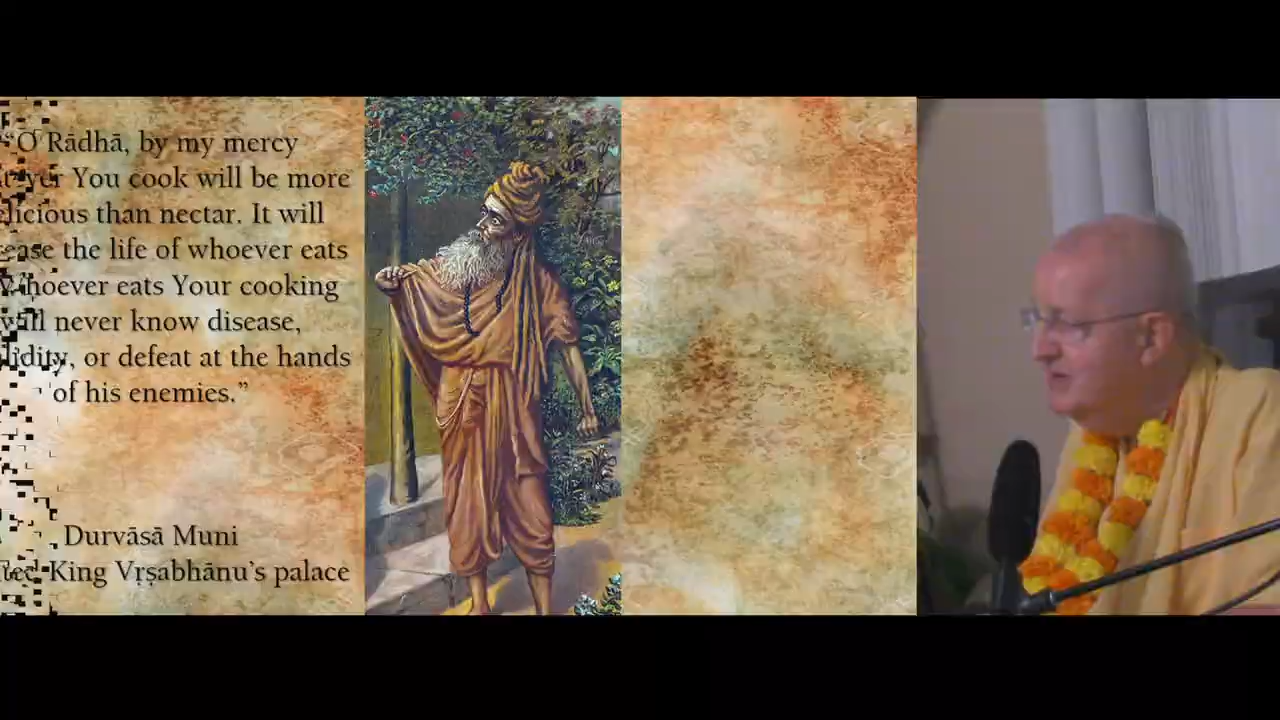 “O Rādhā, by my mercy
You cook will be more
than nectar. It will
the life of whoever eats
Whoever eats Your cooking
will never know disease,
or defeat at the hands
of his enemies.”
Durvāsā Muni
King Vṛṣabhānu’s palace